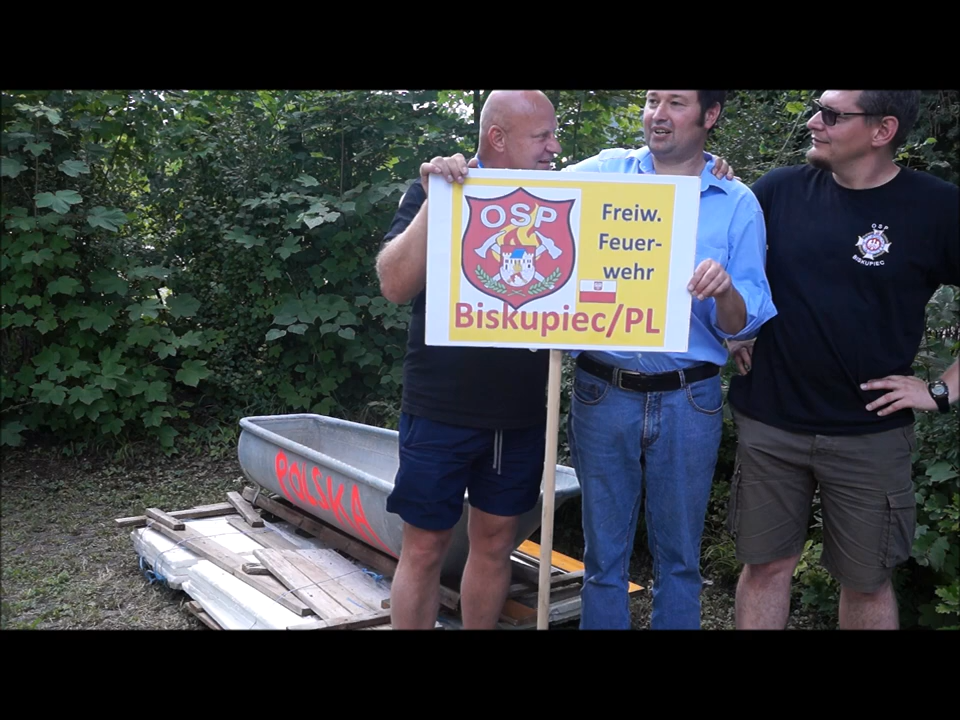 OSP
Freiw.
Feuer-
wehr
Biskupiec/PL
OSP
BISKUPIEC
POLSKA